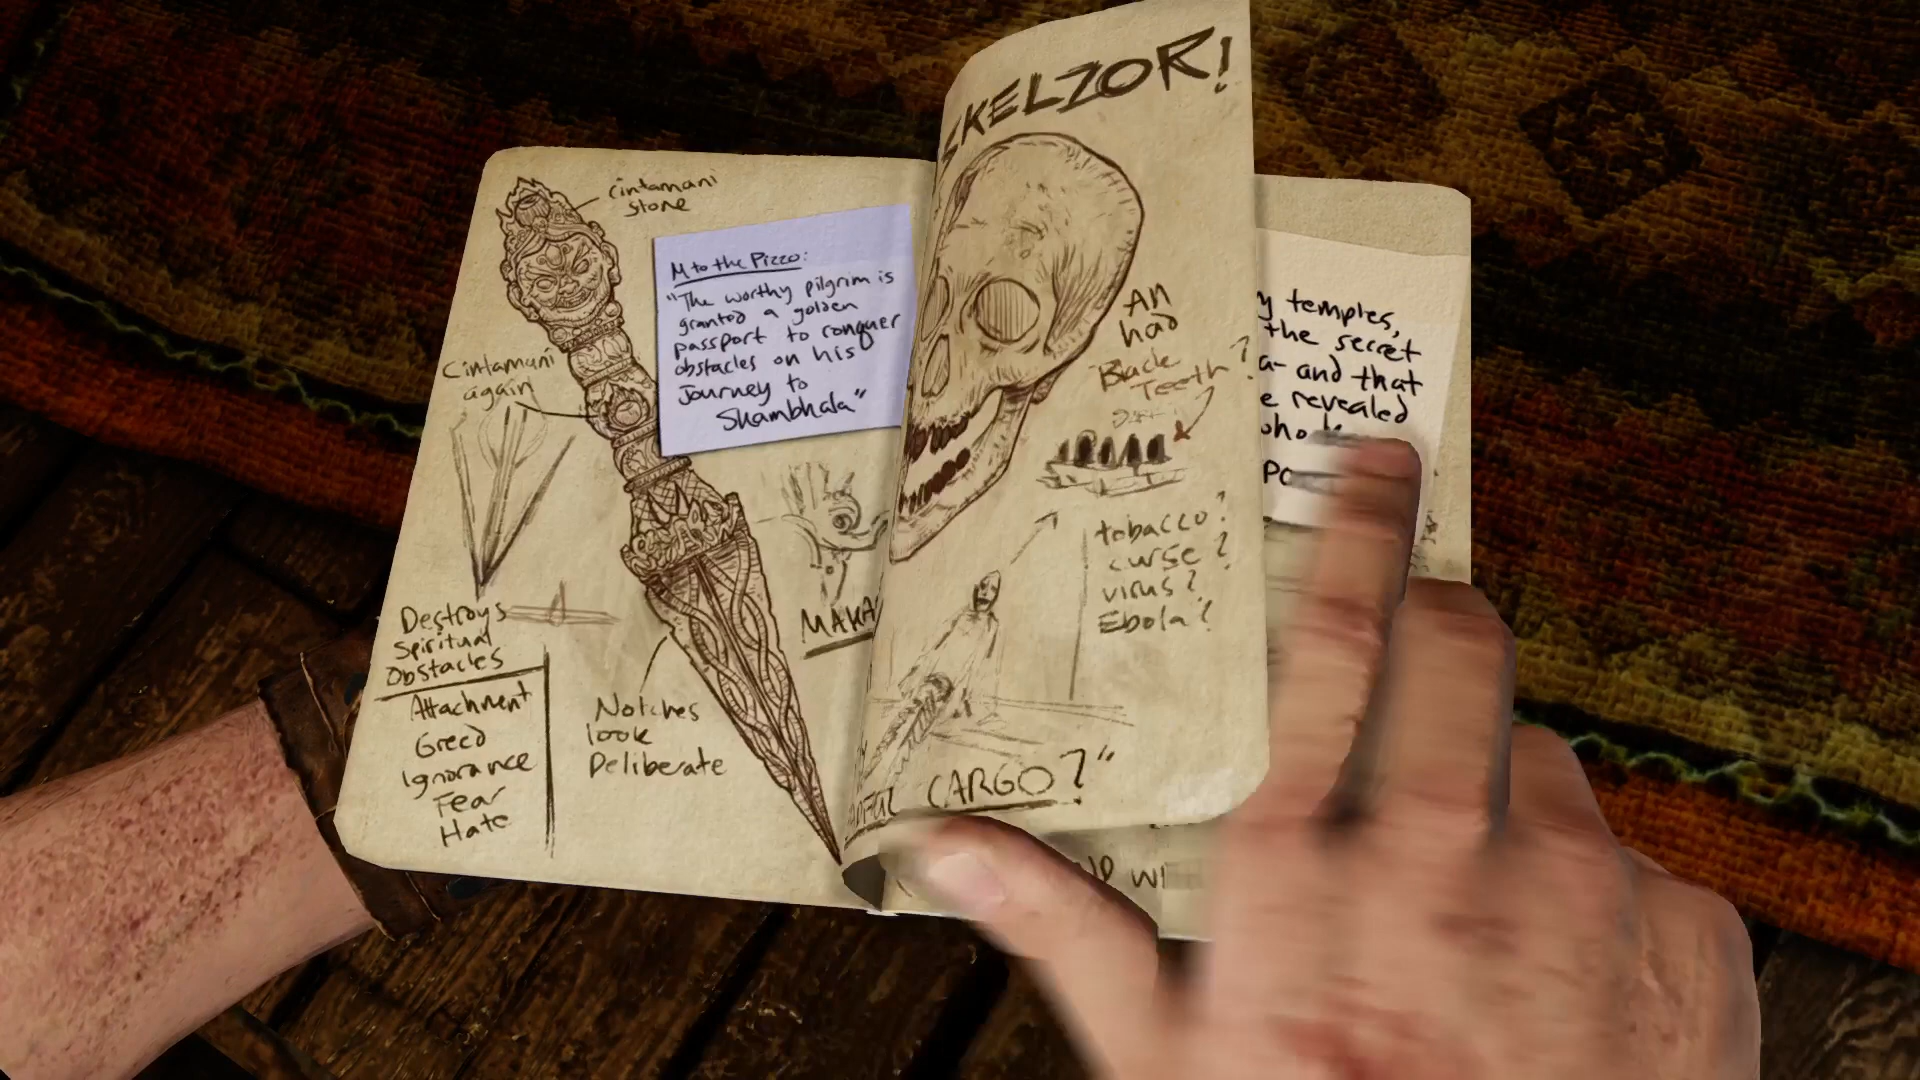 cintamani
stone
M to the Pizzo:
"The worthy pilgrim is
granted a golden
passport to conquer
obstacles on his
Journey to
Shambhala"
Cintamani
again
Destroys
Spiritual
Obstacles
Attachment
Greed
Ignorance
Fear
Hate
Notches
look
Deliberate
SKELZOR!
All
had
Black
Teeth?
tobacco?
curse?
virus?
Ebola?
CARGO?"
temples,
the secret
and that
revealed